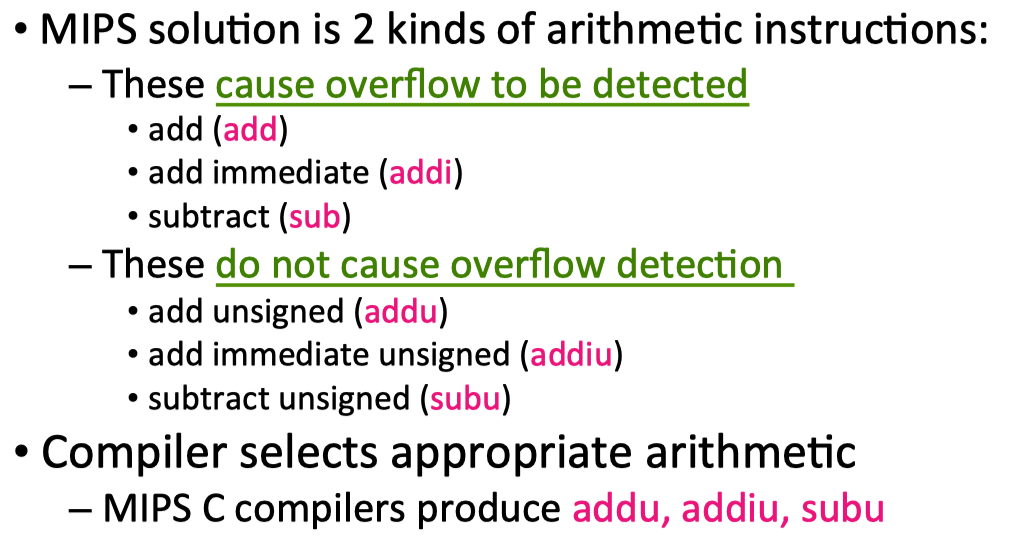 • MIPS solution is 2 kinds of arithmetic instructions:
– These cause overflow to be detected
• add (add)
• add immediate (addi)
• subtract (sub)
– These do not cause overflow detection
• add unsigned (addu)
• add immediate unsigned (addiu)
• subtract unsigned (subu)
• Compiler selects appropriate arithmetic
– MIPS C compilers produce addu, addiu, subu